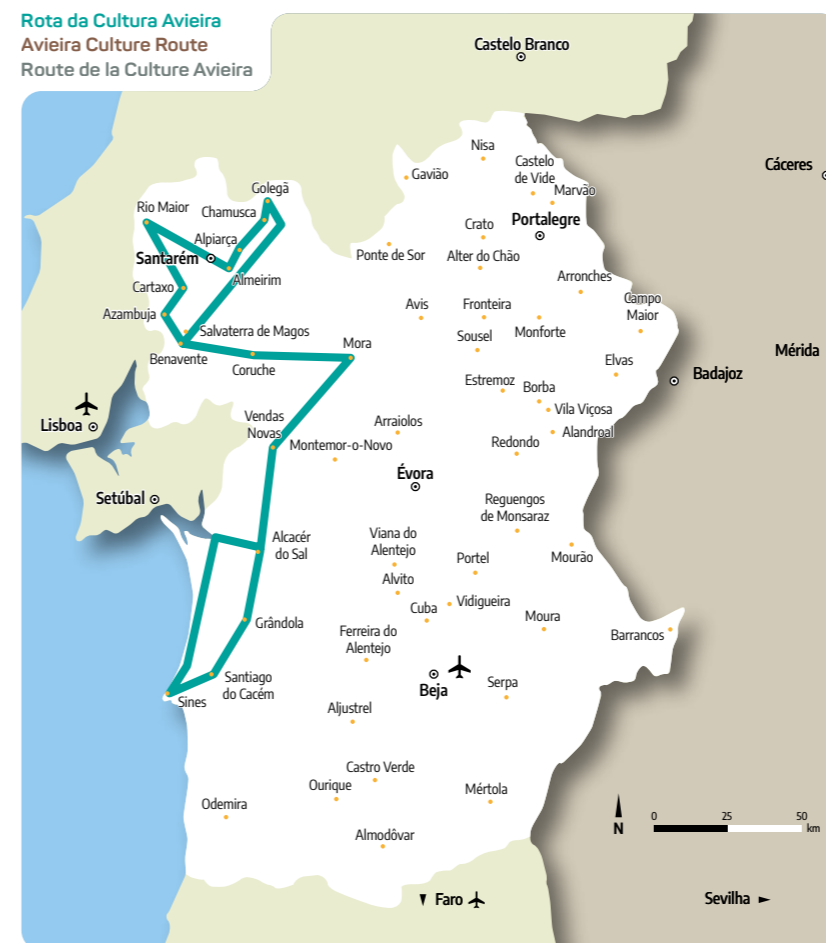 Rota da Cultura Avieira
Avieira Culture Route
Route de la Culture Avieira
Castelo Branco
Nisa
Castelo
de Vide
Cáceres
Gavião
Marvão
Golegã
Rio Maior
Chamusca
Crato
Portalegre
Alpiarça
Santarém
Ponte de Sor
Alter do Chão
Almeirim
Arronches
Cartaxo
Avis
Fronteira
Campo
Maior
Azambuja
Salvaterra de Magos
Monforte
Mora
Sousel
Mérida
Benavente
Coruche
Elvas
Badajoz
Estremoz
Borba
Vila Viçosa
Lisboa
Vendas
Novas
Arraiolos
Alandroal
Montemor-o-Novo
Redondo
Évora
Setúbal
Reguengos
de Monsaraz
Alcacér
do Sal
Viana do
Alentejo
Portel
Mourão
Alvito
Cuba
Vidigueira
Grândola
Moura
Ferreira do
Alentejo
Barrancos
Santiago
do Cacém
Beja
Serpa
Sines
Aljustrel
Castro Verde
Ourique
Mértola
Odemira
Almodôvar
N
0
25
50
km
Faro
Sevilha